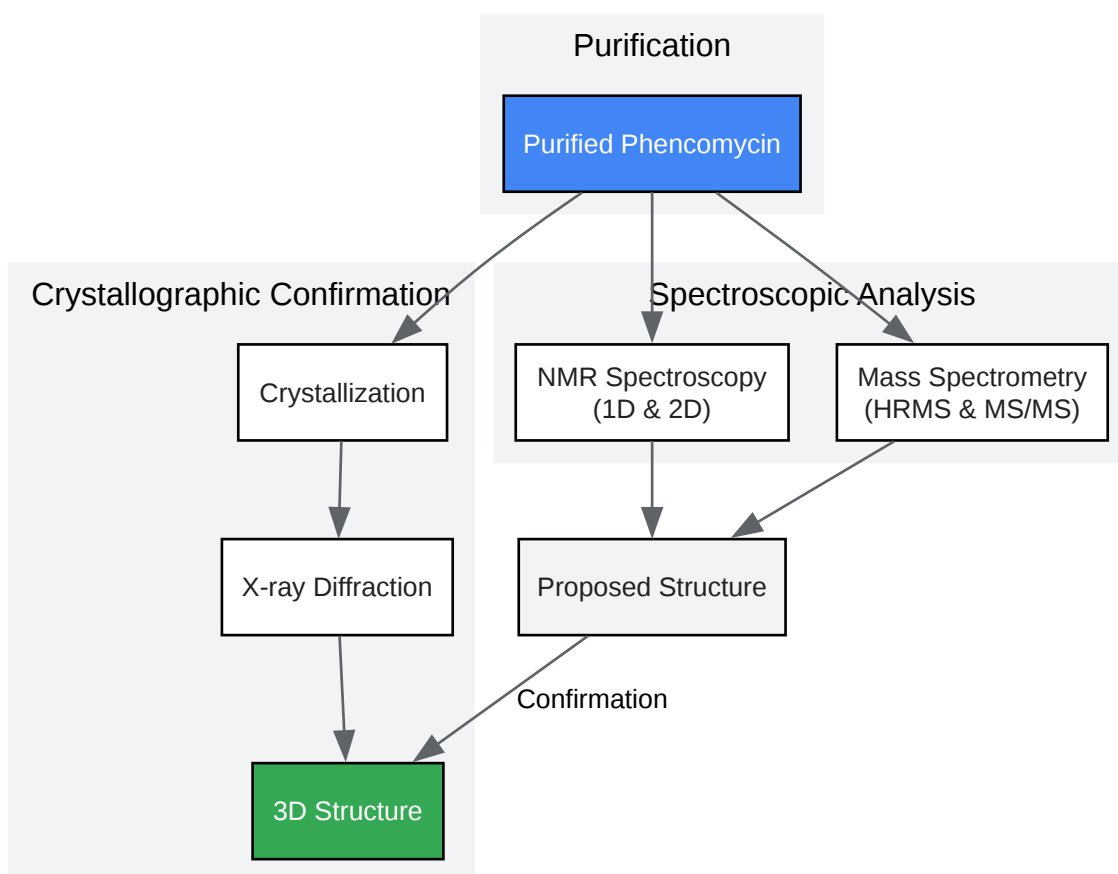 Purification
Purified Phencomycin
Crystallographic Confirmation
Spectroscopic Analysis
Crystallization
NMR Spectroscopy
(1D & 2D)
Mass Spectrometry
(HRMS & MS/MS)
X-ray Diffraction
Proposed Structure
Confirmation
3D Structure